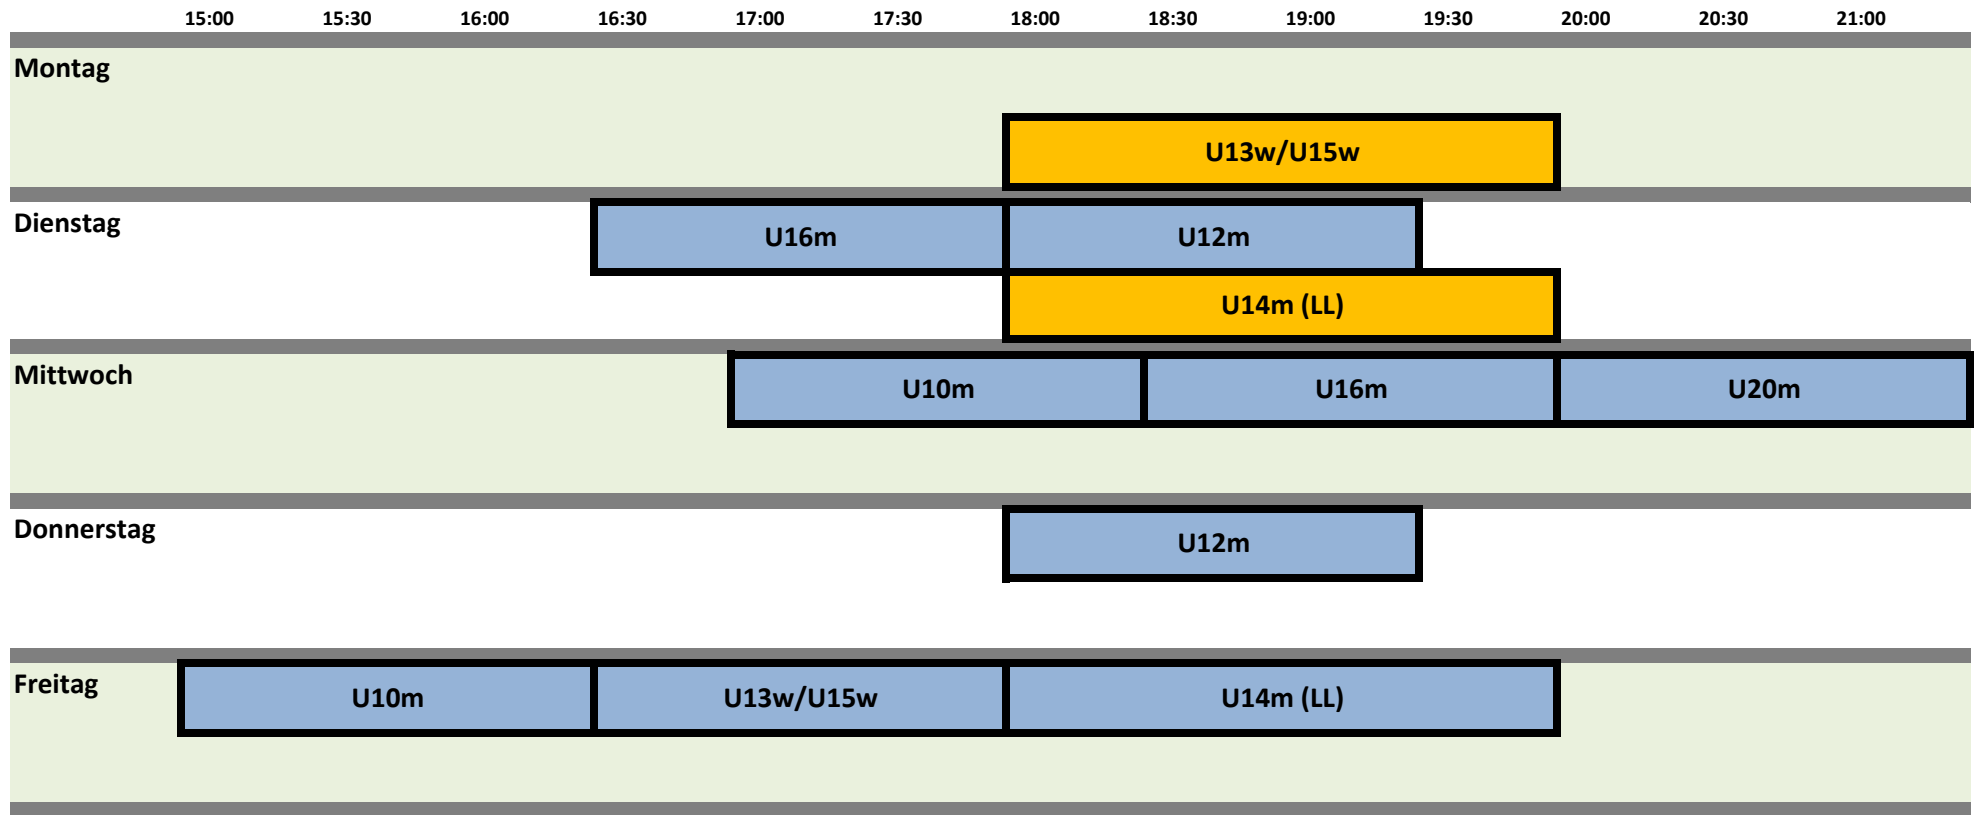 15:00 15:30 16:00 16:30 17:00 17:30 18:00 18:30 19:00 19:30 20:00 20:30 21:00
Montag
U13w/U15w
Dienstag
U16m U12m
U14m (LL)
Mittwoch
U10m U16m U20m
Donnerstag
U12m
Freitag
U10m U13w/U15w U14m (LL)